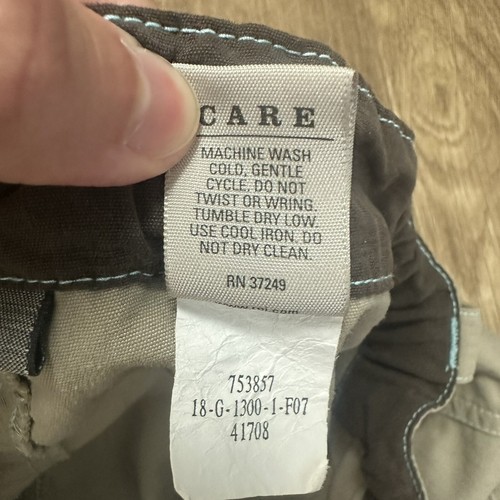 CARE
MACHINE WASH
COLD, GENTLE
CYCLE. DO NOT
TWIST OR WRING.
TUMBLE DRY LOW.
USE COOL IRON. DO
NOT DRY CLEAN.
RN 37249
753857
18-G-1300-1-F07
41708